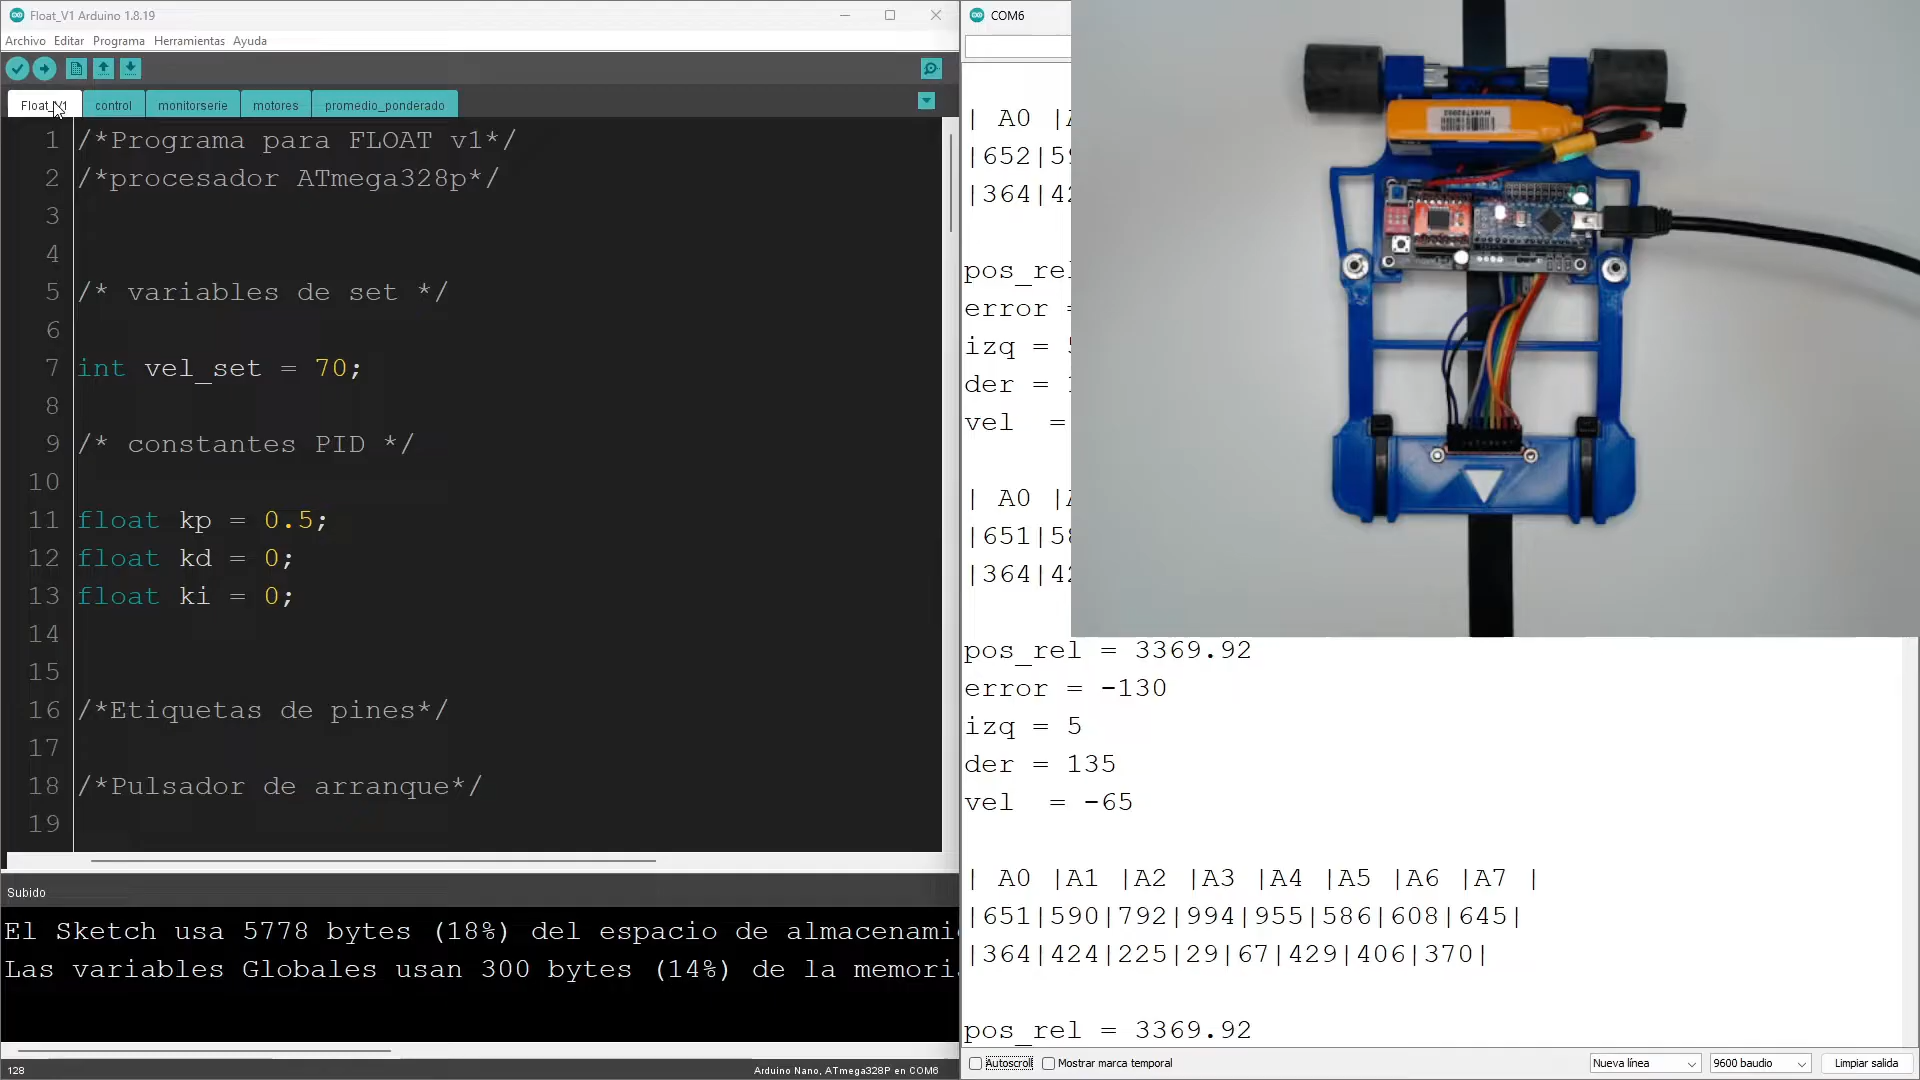 Float_V1 Arduino 1.8.19
Archivo Editar Programa Herramientas Ayuda
Float_V1 control monitorserie motores promedio_ponderado
1 /*Programa para FLOAT v1*/
2 /*procesador ATmega328p*/
3
4
5 /* variables de set */
6
7 int vel_set = 70;
8
9 /* constantes PID */
10
11 float kp = 0.5;
12 float kd = 0;
13 float ki = 0;
14
15
16 /*Etiquetas de pines*/
17
18 /*Pulsador de arranque*/
19
Subido
El Sketch usa 5778 bytes (18%) del espacio de almacenami
Las variables Globales usan 300 bytes (14%) de la memori
128
Arduino Nano, ATmega328P en COM6
COM6
| A0 |
|652|
|364|
pos_rel
error
izq =
der =
vel =
| A0 |
|651|
|364|
pos_rel = 3369.92
error = -130
izq = 5
der = 135
vel = -65
| A0 |A1 |A2 |A3 |A4 |A5 |A6 |A7 |
|651|590|792|994|955|586|608|645|
|364|424|225|29|67|429|406|370|
pos_rel = 3369.92
Autoscroll Mostrar marca temporal Nueva línea 9600 baudio Limpiar salida